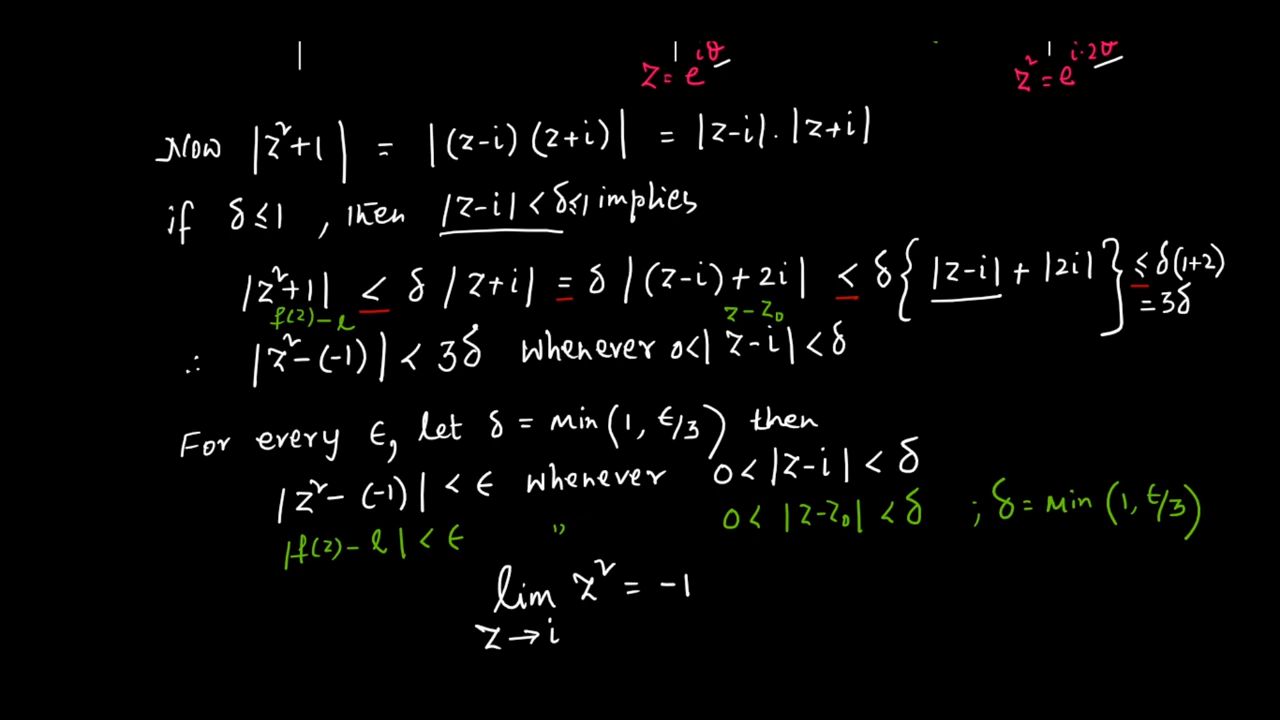 z = e^{iθ}    z² = e^{i·2θ}
Now |z²+1| = |(z-i)(z+i)| = |z-i|·|z+i|
if δ≤1, then |z-i| < δ≤1 implies
|z²+1| < δ|z+i| = δ|(z-i)+2i| < δ{|z-i|+|2i|} ≤ δ(1+2)
= 3δ
f(z)-l    z-z₀
∴ |z²-(-1)| < 3δ whenever 0<|z-i|<δ
For every ϵ, let δ = min(1, ϵ/3) then
|z²-(-1)| < ϵ whenever 0<|z-i|<δ
|f(z)-l| < ϵ " 0<|z-z₀|<δ ; δ = min(1, ϵ/3)
lim z² = -1
z→i